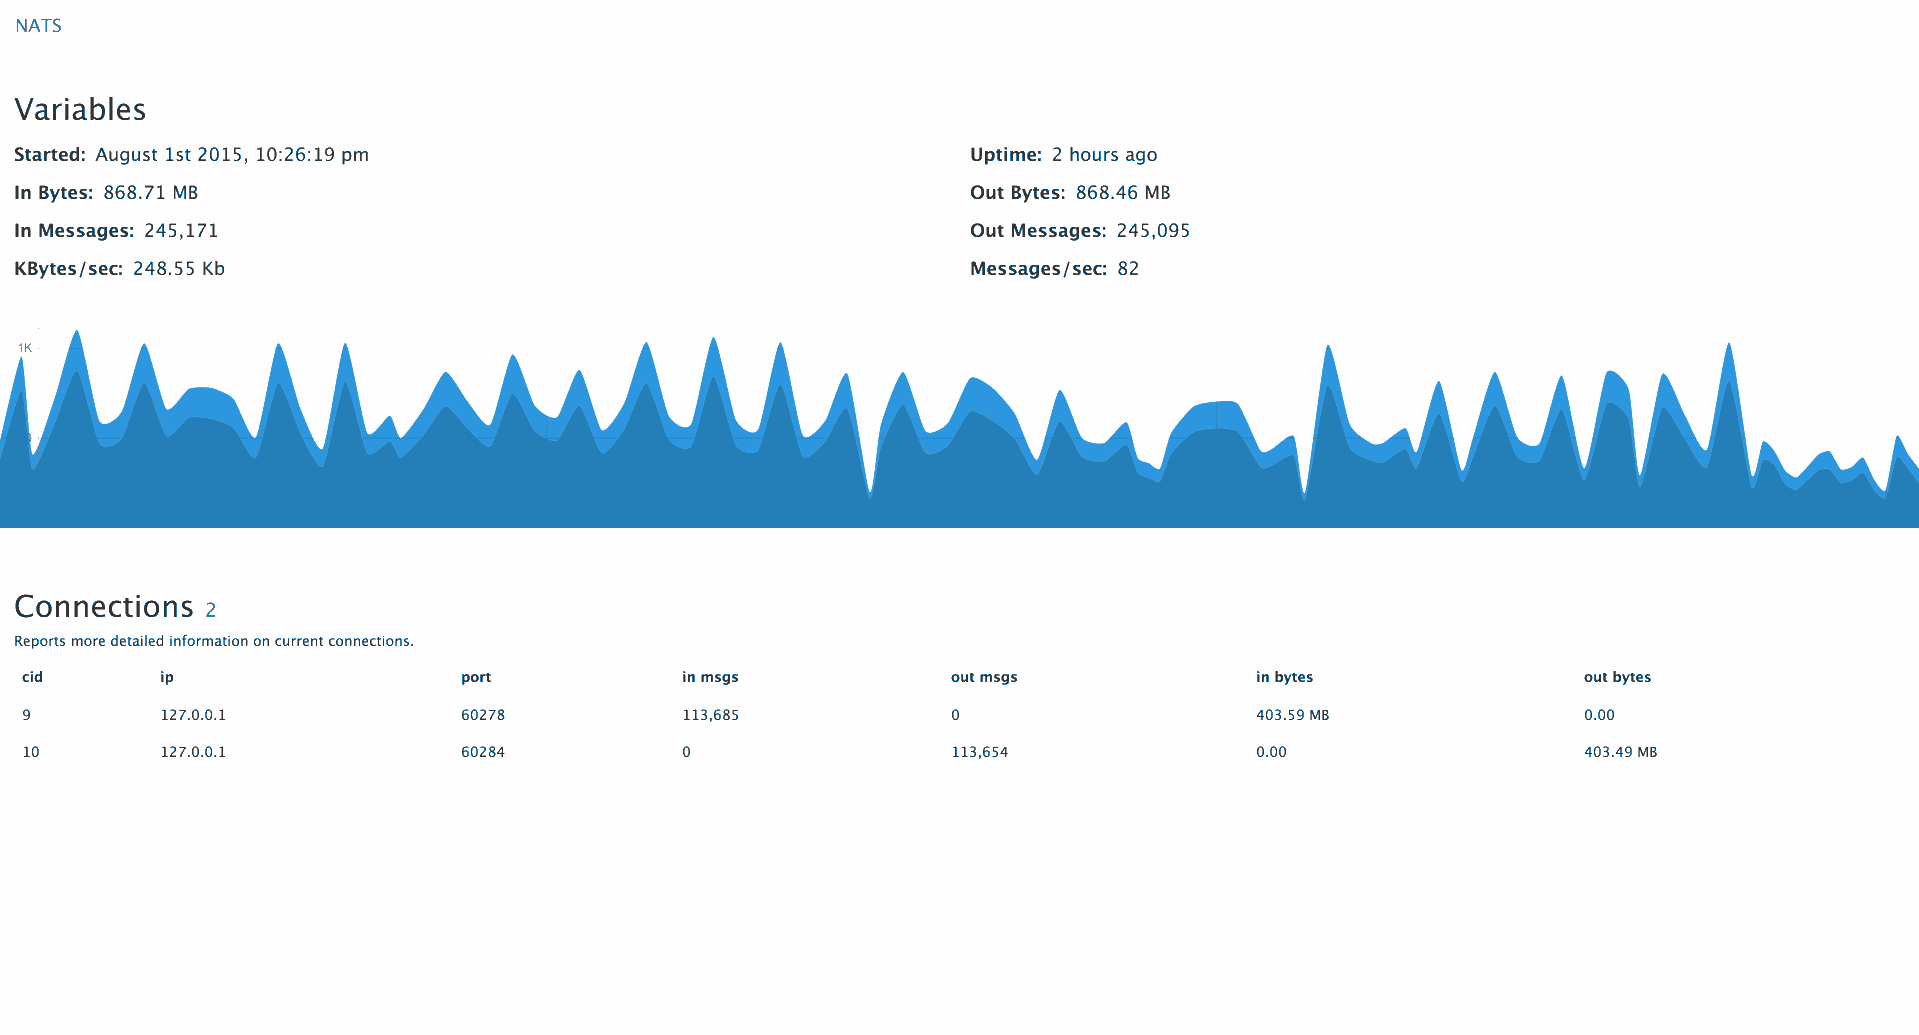 NATS
Variables
Started: August 1st 2015, 10:26:19 pm
Uptime: 2 hours ago
In Bytes: 868.71 MB
Out Bytes: 868.46 MB
In Messages: 245,171
Out Messages: 245,095
KBytes/sec: 248.55 Kb
Messages/sec: 82
1K
Connections 2
Reports more detailed information on current connections.
cid ip port in msgs out msgs in bytes out bytes
9 127.0.0.1 60278 113,685 0 403.59 MB 0.00
10 127.0.0.1 60284 0 113,654 0.00 403.49 MB